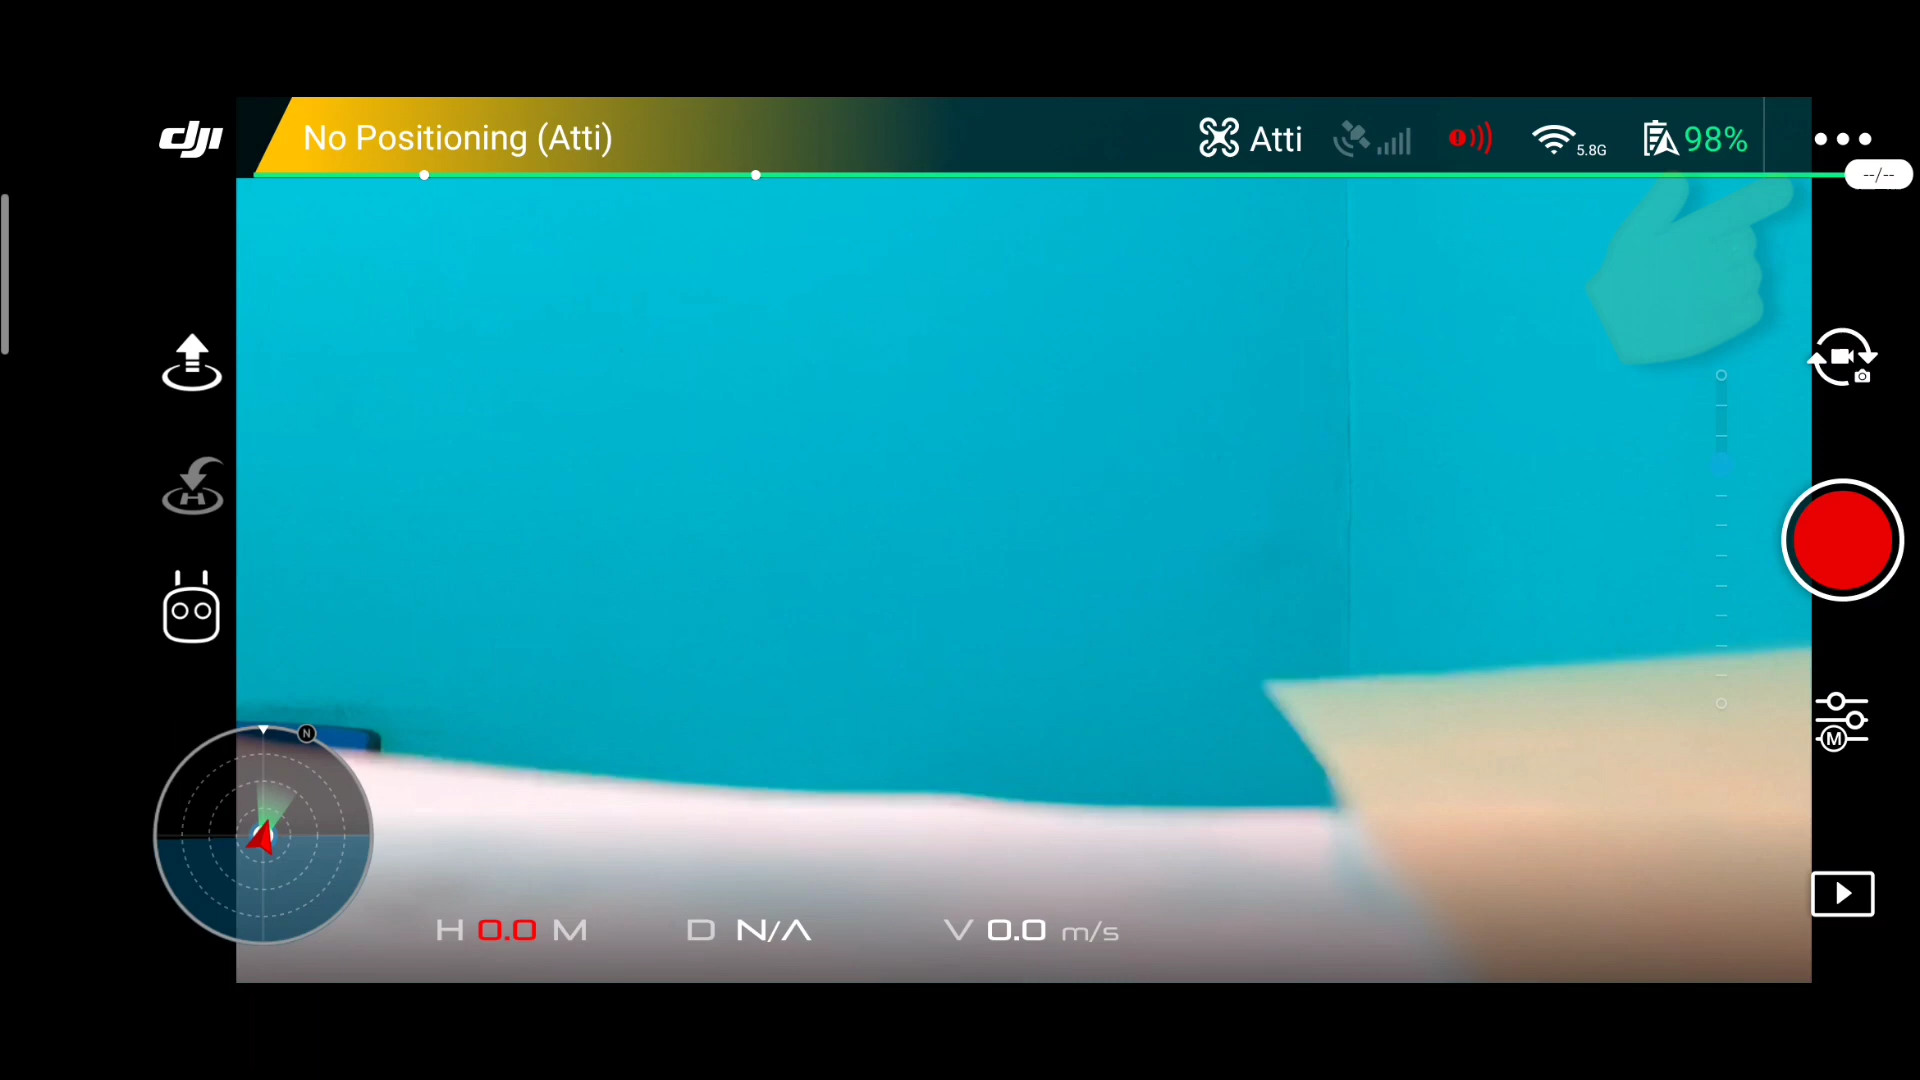 dji
No Positioning (Atti)
Atti
5.8G
98%
--/--
H
M
N
H 0.0 M
D N/A
V 0.0 m/s